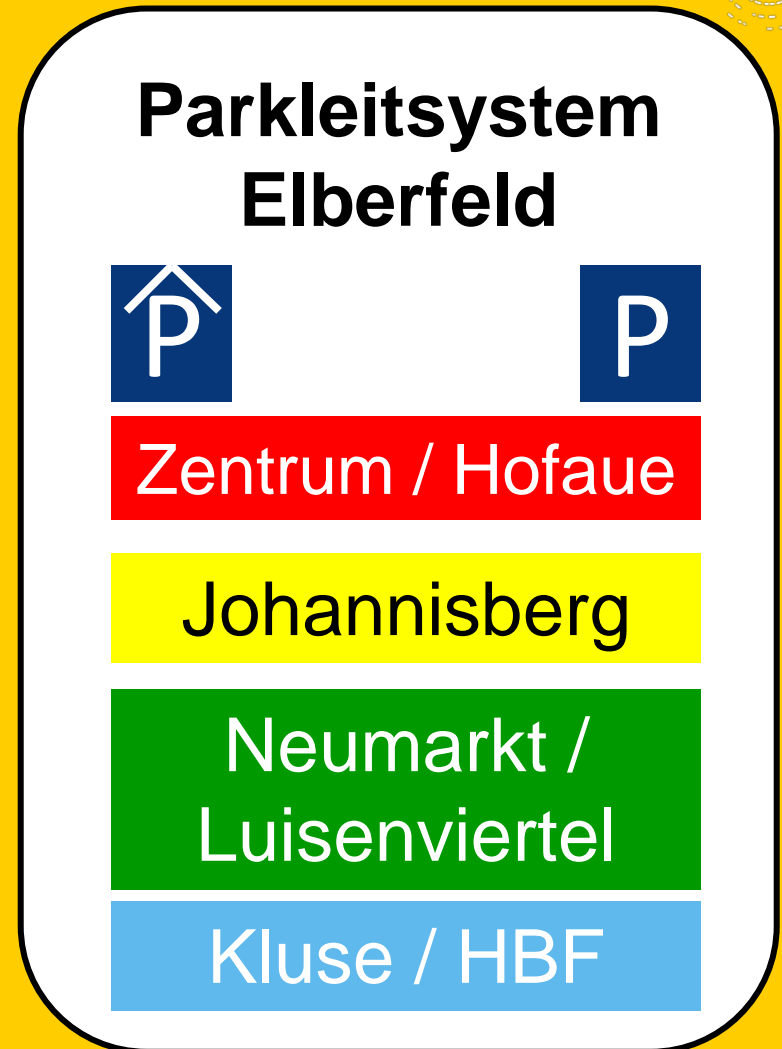 Parkleitsystem
Elberfeld
P P
Zentrum / Hofaue
Johannisberg
Neumarkt /
Luisenviertel
Kluse / HBF